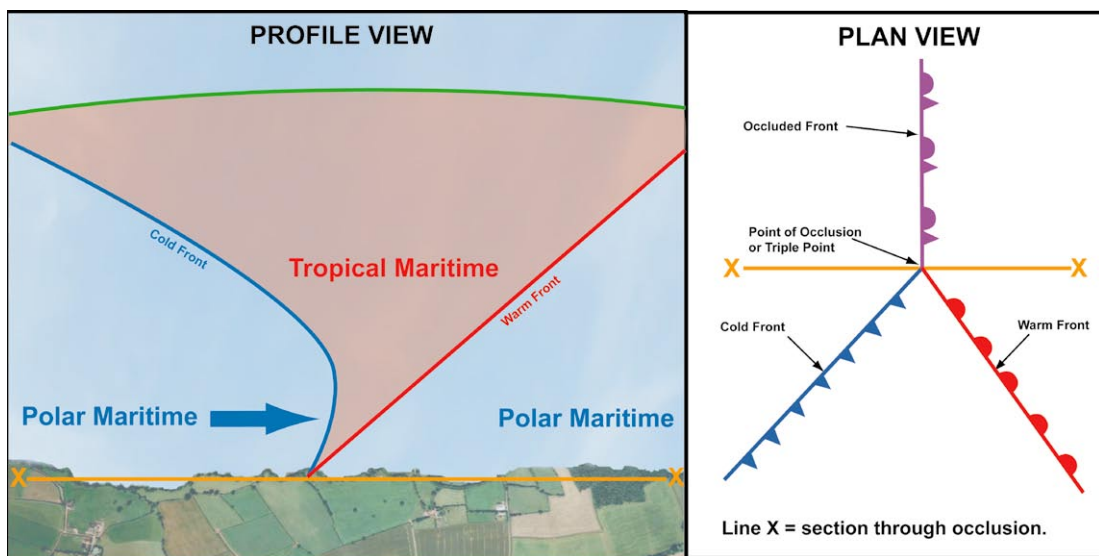 PROFILE VIEW
Cold Front
Tropical Maritime
Warm Front
Polar Maritime
Polar Maritime
X
X
PLAN VIEW
Occluded Front
Point of Occlusion
or Triple Point
X
X
Cold Front
Warm Front
Line X = section through occlusion.